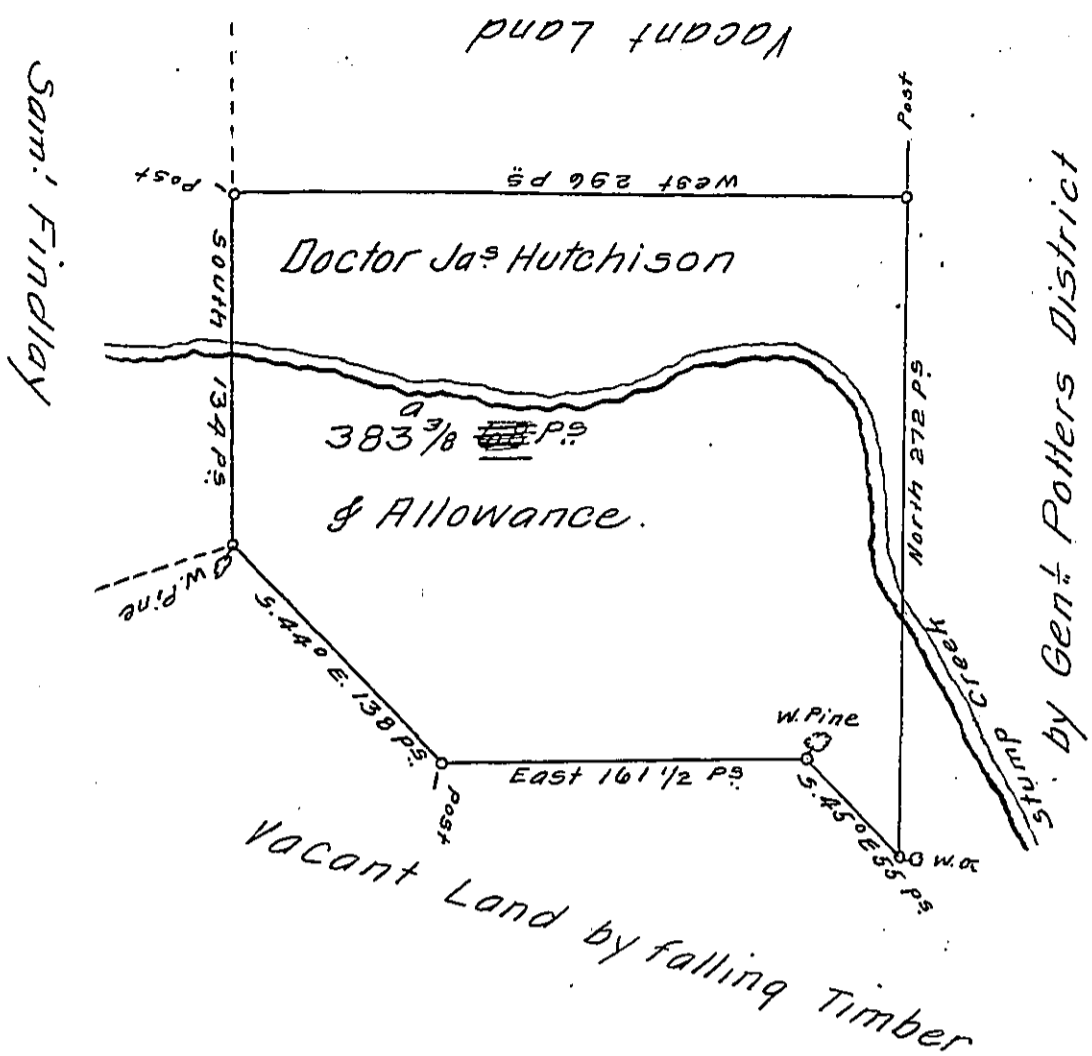 Vacant Land
Sam.l Findlay
by Gen.l Potters District
Post
West 296 Ps
Post
Doctor Jas Hutchison
South 134 Ps.
North 272 Ps
a
383 3/8 Ps
& Allowance.
W. Pine
S. 44° E. 138 Ps.
Post
East 161 1/2 Ps
W. Pine
S. 45° E 55 Ps.
W. O
Stump Creek
Vacant Land by falling Timber